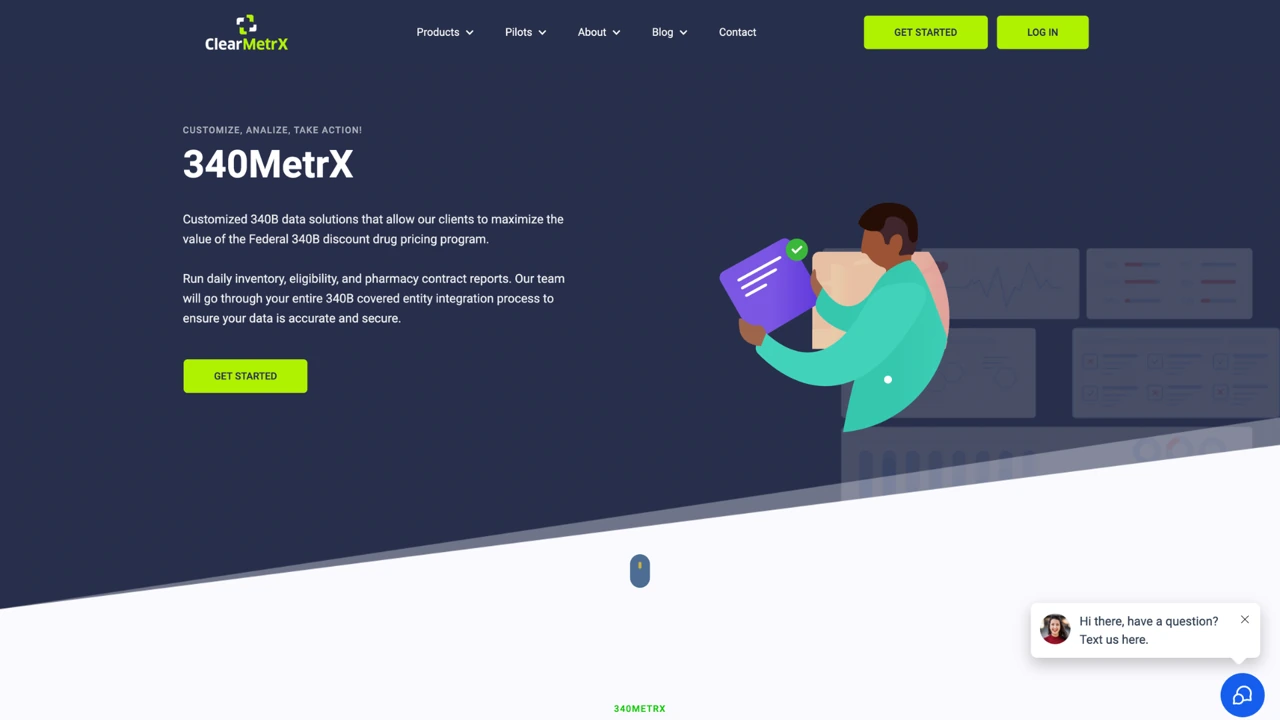 ClearMetrX
Products
Pilots
About
Blog
Contact
GET STARTED
LOG IN
CUSTOMIZE, ANALIZE, TAKE ACTION!
340MetrX
Customized 340B data solutions that allow our clients to maximize the
value of the Federal 340B discount drug pricing program.
Run daily inventory, eligibility, and pharmacy contract reports. Our team
will go through your entire 340B covered entity integration process to
ensure your data is accurate and secure.
GET STARTED
Hi there, have a question?
Text us here.
340METRX